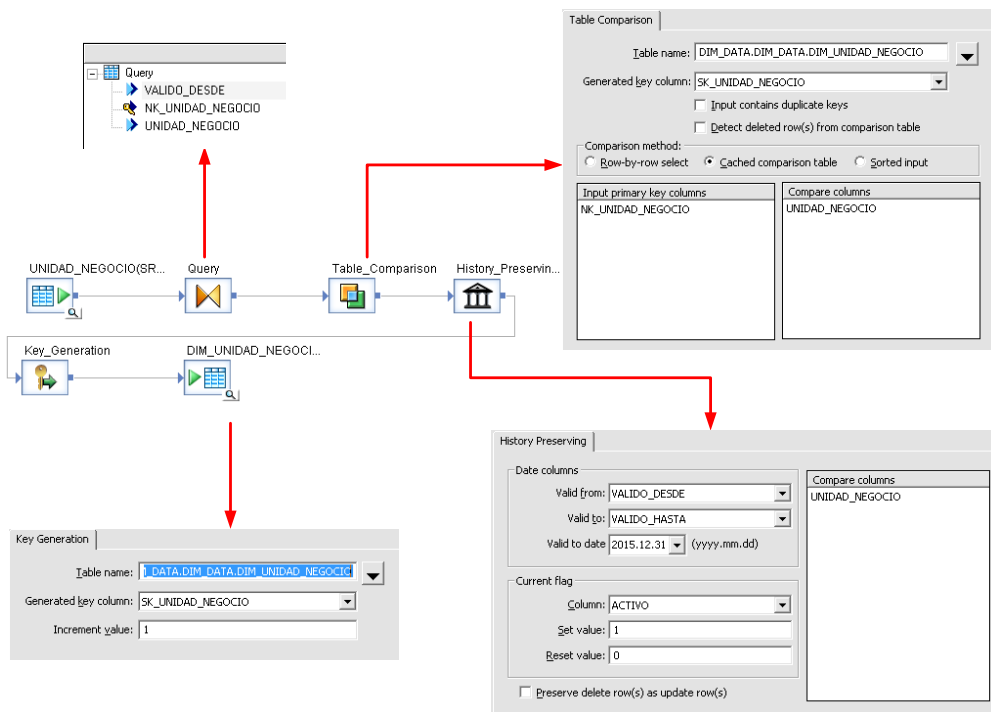 Query
VALIDO_DESDE
NK_UNIDAD_NEGOCIO
UNIDAD_NEGOCIO
Table Comparison
Table name: DIM_DATA.DIM_DATA.DIM_UNIDAD_NEGOCIO
Generated key column: SK_UNIDAD_NEGOCIO
Input contains duplicate keys
Detect deleted row(s) from comparison table
Comparison method:
Row-by-row select Cached comparison table Sorted input
Input primary key columns Compare columns
NK_UNIDAD_NEGOCIO UNIDAD_NEGOCIO
UNIDAD_NEGOCIO(SR... Query Table_Comparison History_Preservin...
Key_Generation DIM_UNIDAD_NEGOCI...
Key Generation
Table name: _DATA.DIM_DATA.DIM_UNIDAD_NEGOCIO
Generated key column: SK_UNIDAD_NEGOCIO
Increment value: 1
History Preserving
Date columns
Valid from: VALIDO_DESDE
Valid to: VALIDO_HASTA
Valid to date 2015.12.31 (yyyy.mm.dd)
Current flag
Column: ACTIVO
Set value: 1
Reset value: 0
Preserve delete row(s) as update row(s)
Compare columns
UNIDAD_NEGOCIO